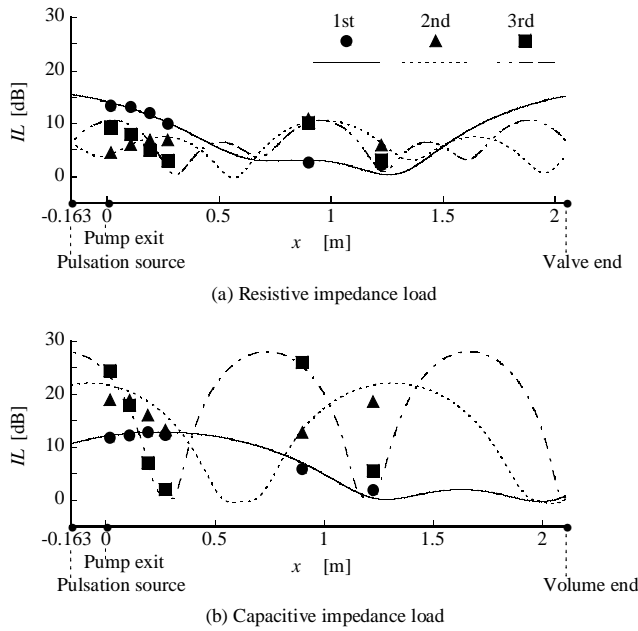 30
1st 2nd 3rd
20
10
0
IL [dB]
-0.163 0 0.5 1 1.5 2
Pump exit
x [m]
Pulsation source
Valve end
(a) Resistive impedance load
30
20
10
0
IL [dB]
-0.163 0 0.5 1 1.5 2
Pump exit
x [m]
Pulsation source
Volume end
(b) Capacitive impedance load